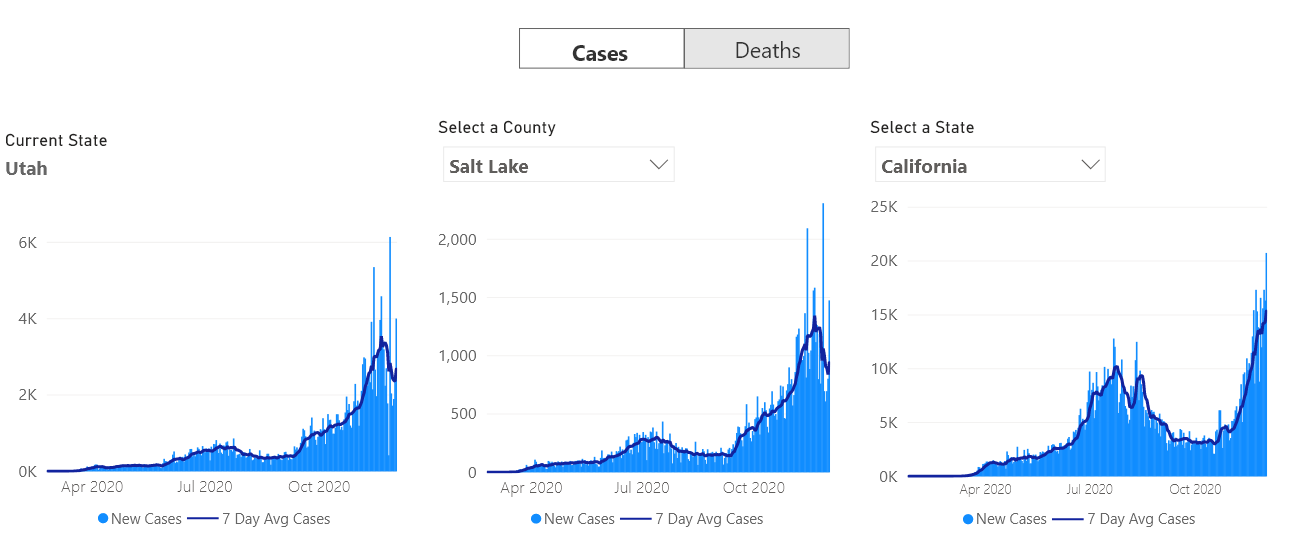 Cases
Deaths
Current State
Utah
6K
4K
2K
0K
Apr 2020
Jul 2020
Oct 2020
New Cases
7 Day Avg Cases
Select a County
Salt Lake
2,000
1,500
1,000
500
0
Apr 2020
Jul 2020
Oct 2020
New Cases
7 Day Avg Cases
Select a State
California
25K
20K
15K
10K
5K
0K
Apr 2020
Jul 2020
Oct 2020
New Cases
7 Day Avg Cases